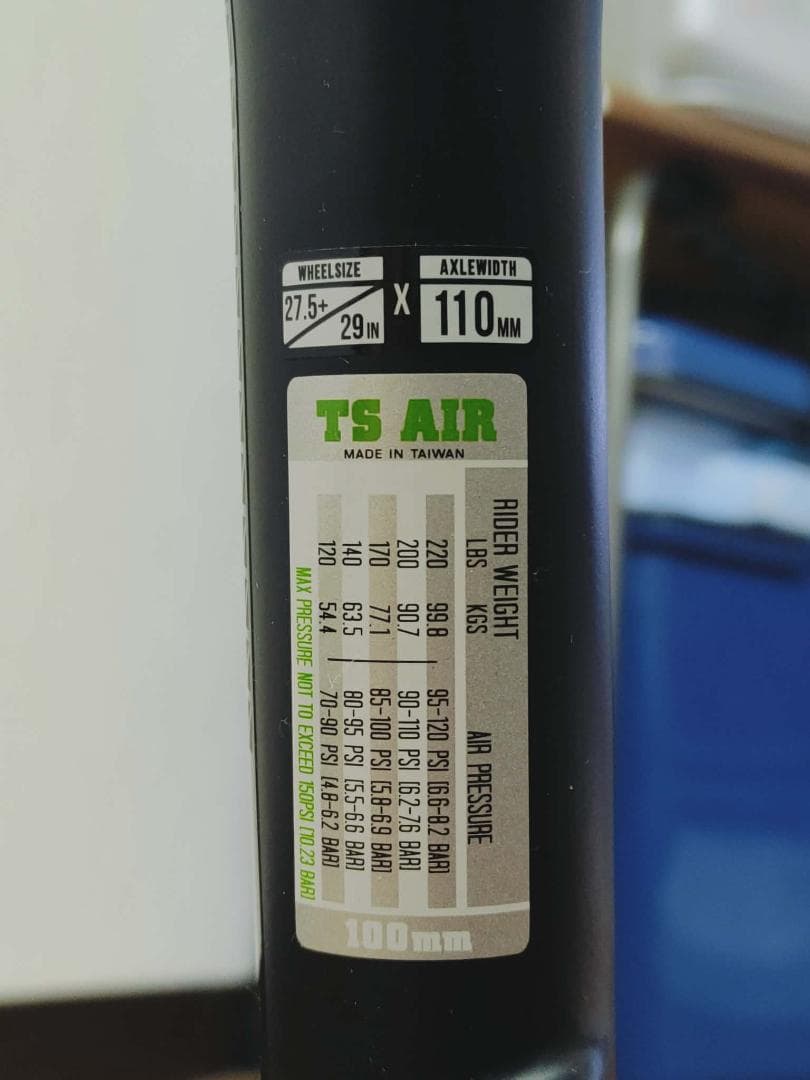 WHEELSIZE
27.5+
29IN
X
AXLEWIDTH
110MM
TS AIR
MADE IN TAIWAN
RIDER WEIGHT
LBS KGS AIR PRESSURE
220 99.8 95-120 PSI [6.6-8.2 BAR]
200 90.7 90-110 PSI [6.2-7.6 BAR]
170 77.1 85-100 PSI [5.8-6.9 BAR]
140 63.5 80-95 PSI [5.5-6.6 BAR]
120 54.4 70-90 PSI [4.8-6.2 BAR]
MAX PRESSURE NOT TO EXCEED 150PSI [10.23 BAR]
100mm